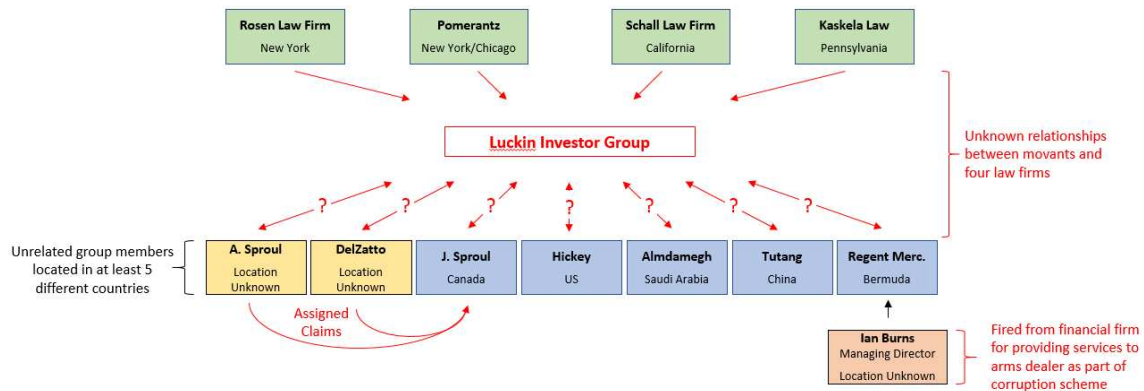 Rosen Law Firm
New York
Pomerantz
New York/Chicago
Schall Law Firm
California
Kaskela Law
Pennsylvania
Luckin Investor Group
Unknown relationships
between movants and
four law firms
?
?
?
?
?
?
?
Unrelated group members
located in at least 5
different countries
A. Sproul
Location
Unknown
DelZatto
Location
Unknown
J. Sproul
Canada
Hickey
US
Almdamegh
Saudi Arabia
Tutang
China
Regent Merc.
Bermuda
Assigned
Claims
Ian Burns
Managing Director
Location Unknown
Fired from financial firm
for providing services to
arms dealer as part of
corruption scheme